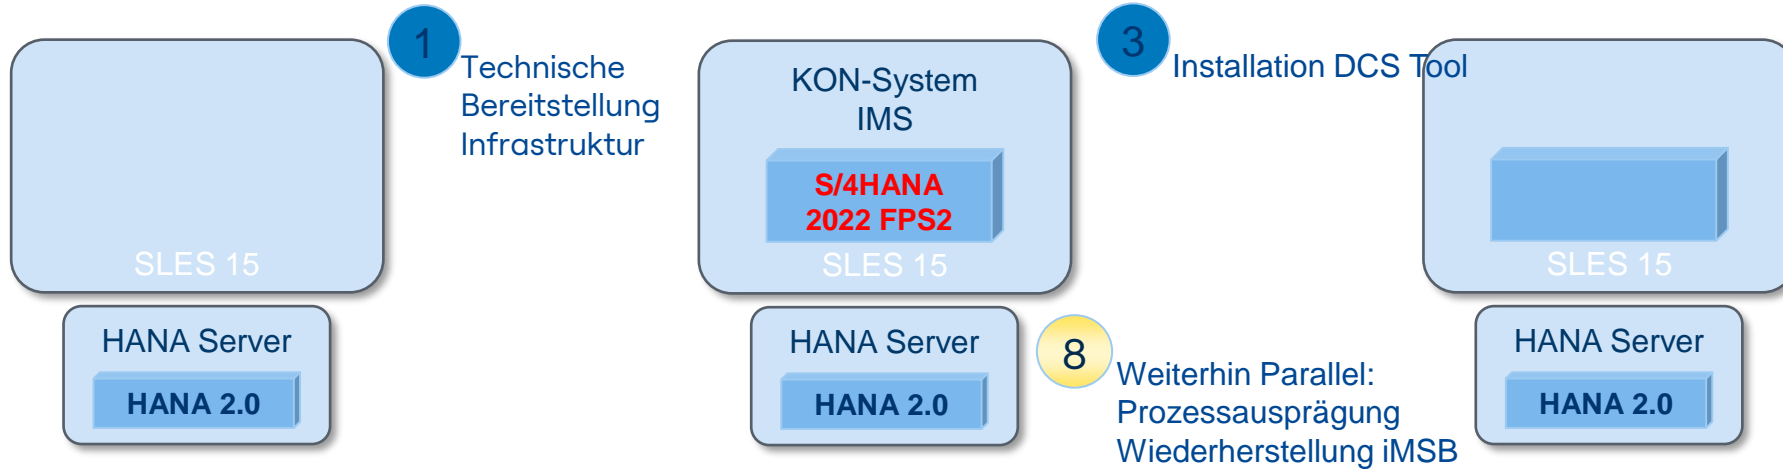 1
Technische
Bereitstellung
Infrastruktur
SLES 15
HANA Server
HANA 2.0
KON-System
IMS
S/4HANA
2022 FPS2
SLES 15
HANA Server
HANA 2.0
3
Installation DCS Tool
8
Weiterhin Parallel:
Prozessausprägung
Wiederherstellung iMSB
SLES 15
HANA Server
HANA 2.0